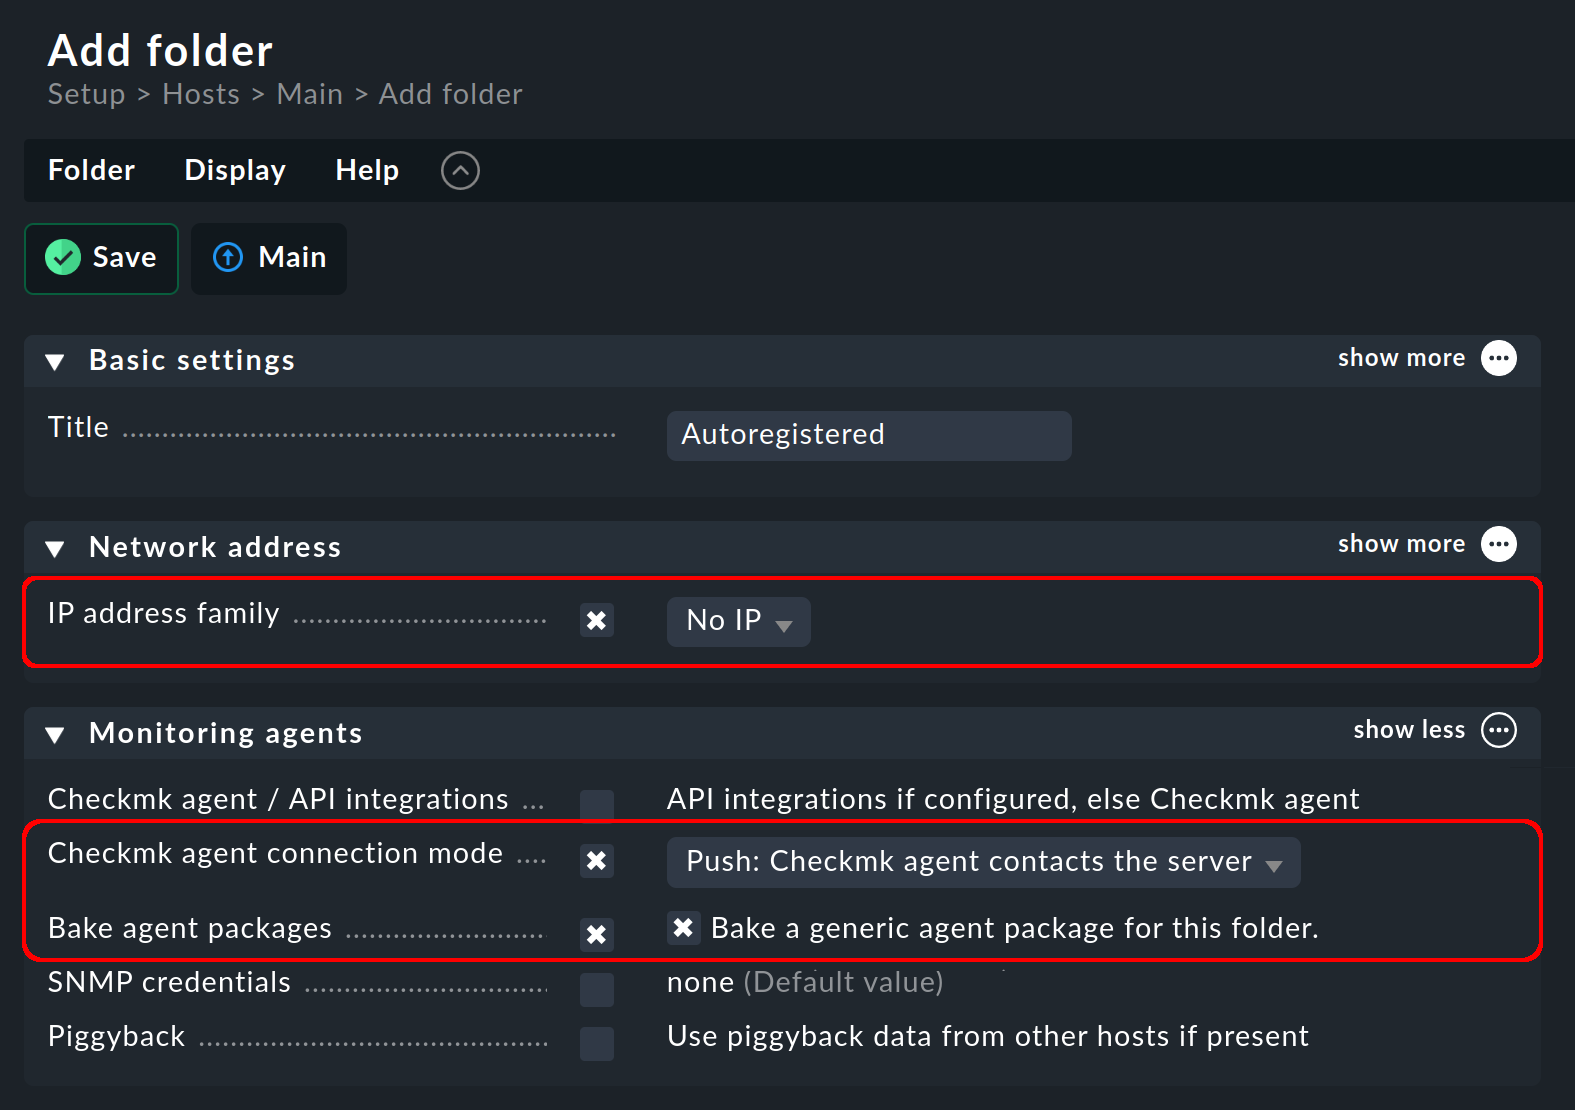 Add folder
Setup > Hosts > Main > Add folder
Folder Display Help
Save Main
Basic settings show more
Title Autoregistered
Network address show more
IP address family No IP
Monitoring agents show less
Checkmk agent / API integrations API integrations if configured, else Checkmk agent
Checkmk agent connection mode Push: Checkmk agent contacts the server
Bake agent packages Bake a generic agent package for this folder.
SNMP credentials none (Default value)
Piggyback Use piggyback data from other hosts if present